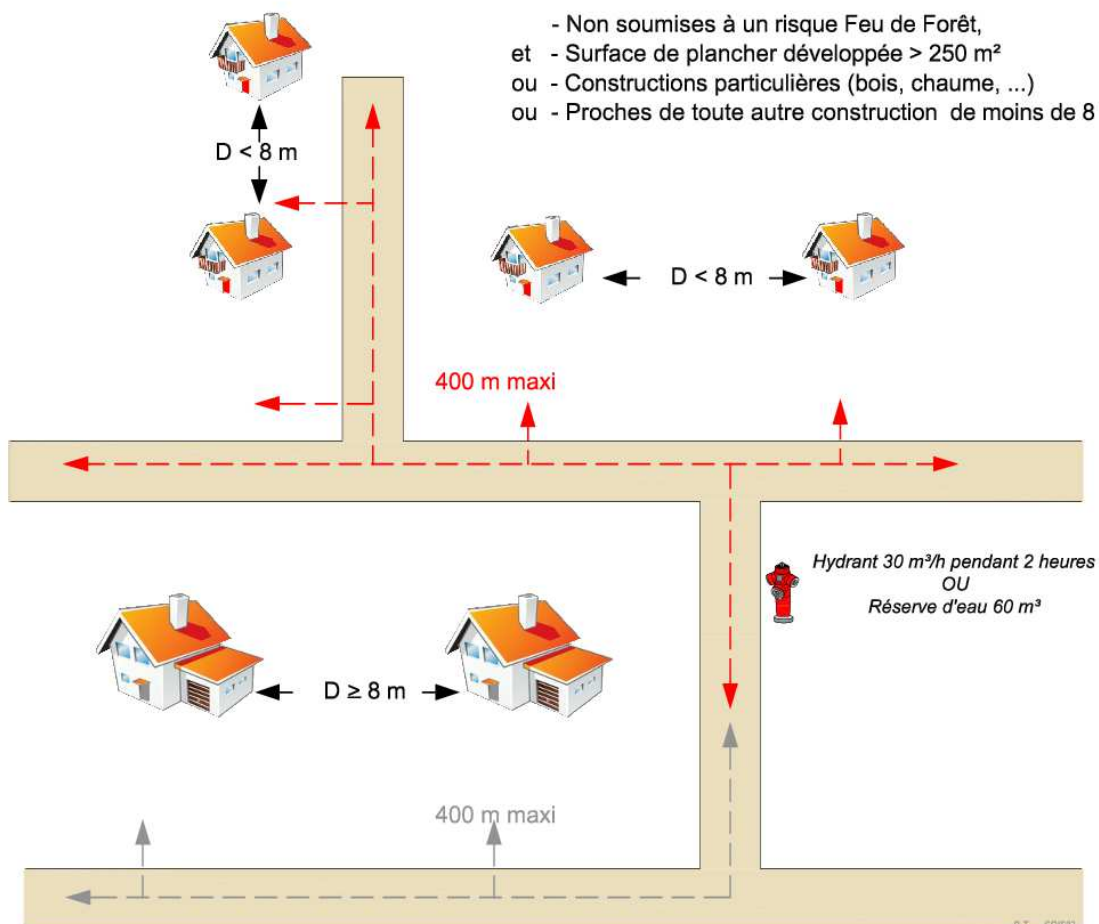 - Non soumises à un risque Feu de Forêt,
et - Surface de plancher développée > 250 m²
ou - Constructions particulières (bois, chaume, ...)
ou - Proches de toute autre construction de moins de 8
D < 8 m
D < 8 m
400 m maxi
Hydrant 30 m³/h pendant 2 heures
OU
Réserve d'eau 60 m³
D ≥ 8 m
400 m maxi